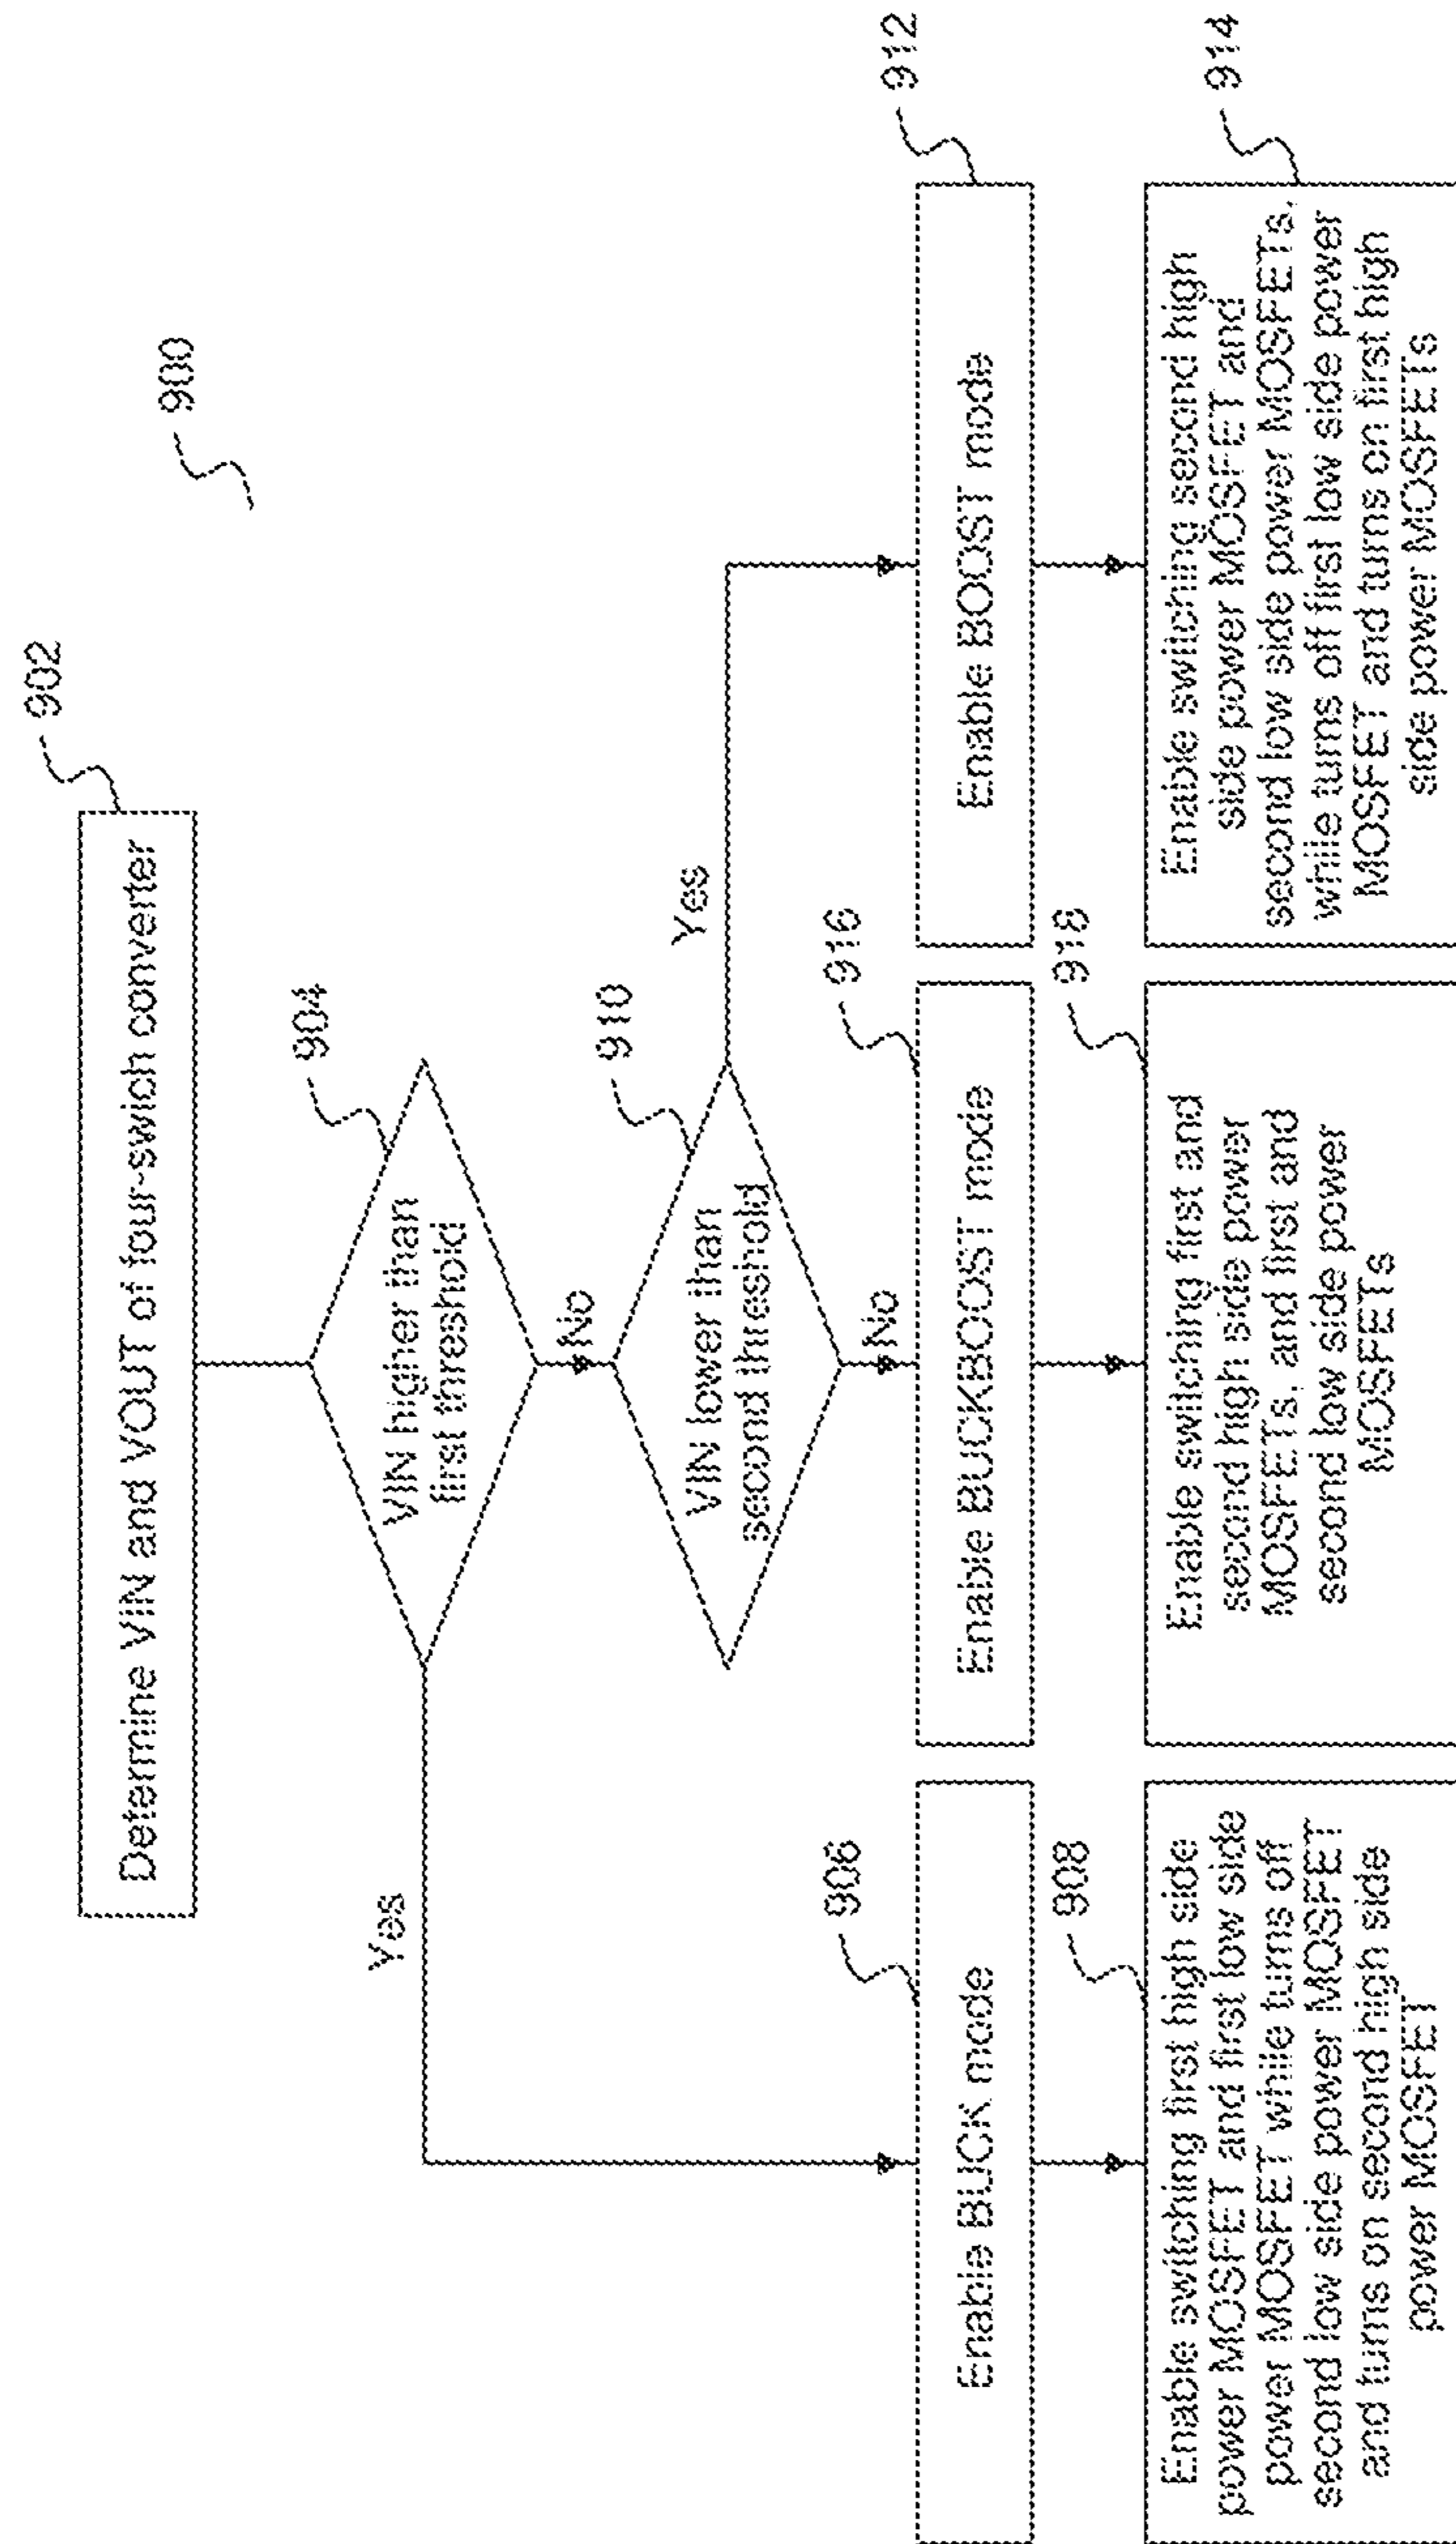 900
902
Determine VIN and VOUT of four-swich converter
904
VIN higher than
first threshold
Yes
No
910
VIN lower than
second threshold
Yes
No
906
Enable BUCK mode
916
Enable BUCKBOOST mode
912
Enable BOOST mode
908
Enable switching first high side
power MOSFET and first low side
power MOSFET while turns off
second low side power MOSFET
and turns on second high side
power MOSFET
918
Enable switching first and
second high side power
MOSFETs, and first and
second low side power
MOSFETs
914
Enable switching second high
side power MOSFET and
second low side power MOSFETs,
while turns off first low side power
MOSFET and turns on first high
side power MOSFETs